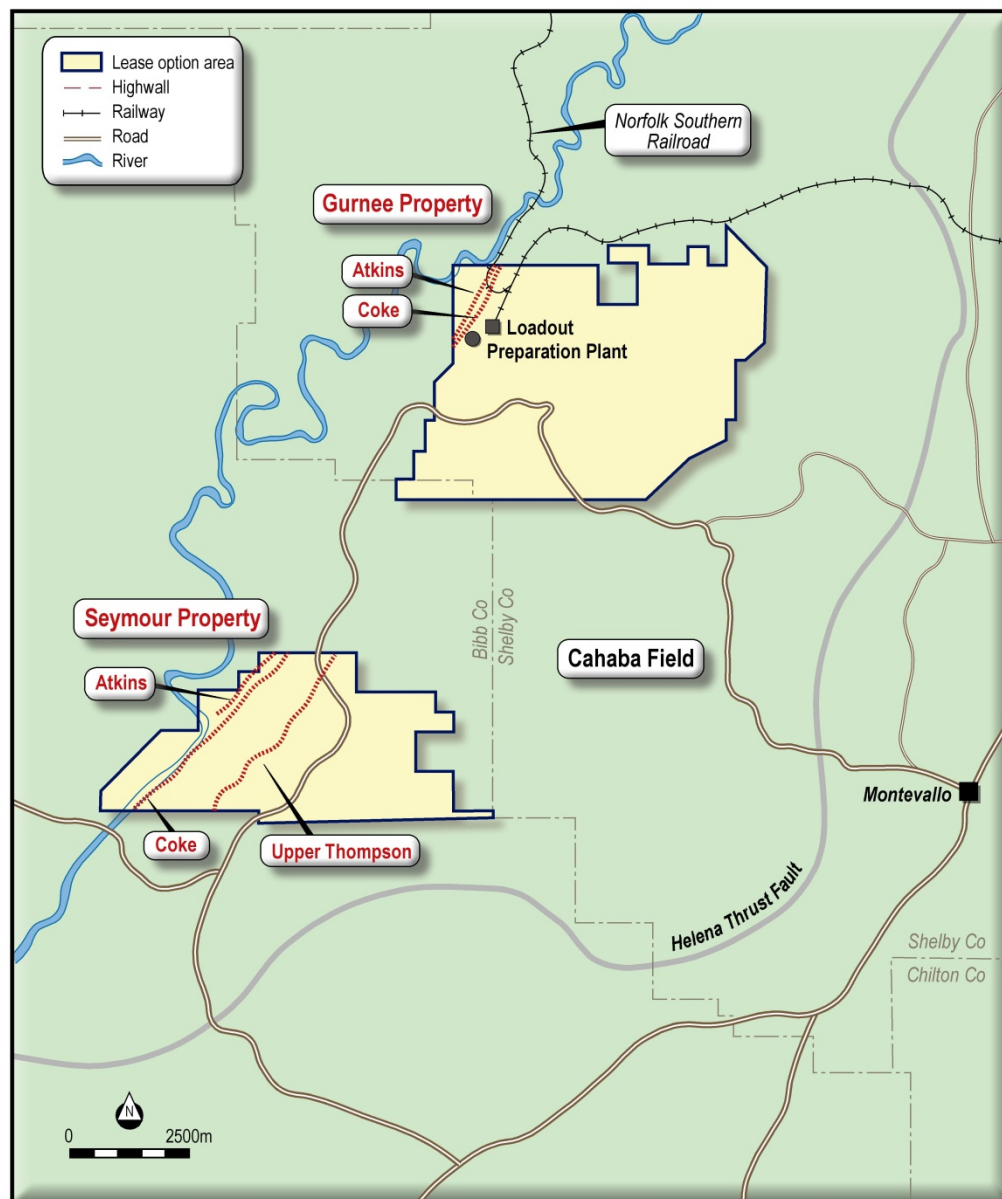 Lease option area
Highwall
Railway
Road
River
Norfolk Southern
Railroad
Gurnee Property
Atkins
Coke
Loadout
Preparation Plant
Seymour Property
Atkins
Bibb Co
Shelby Co
Cahaba Field
Montevallo
Coke
Upper Thompson
Helena Thrust Fault
Shelby Co
Chilton Co
N
0 2500m